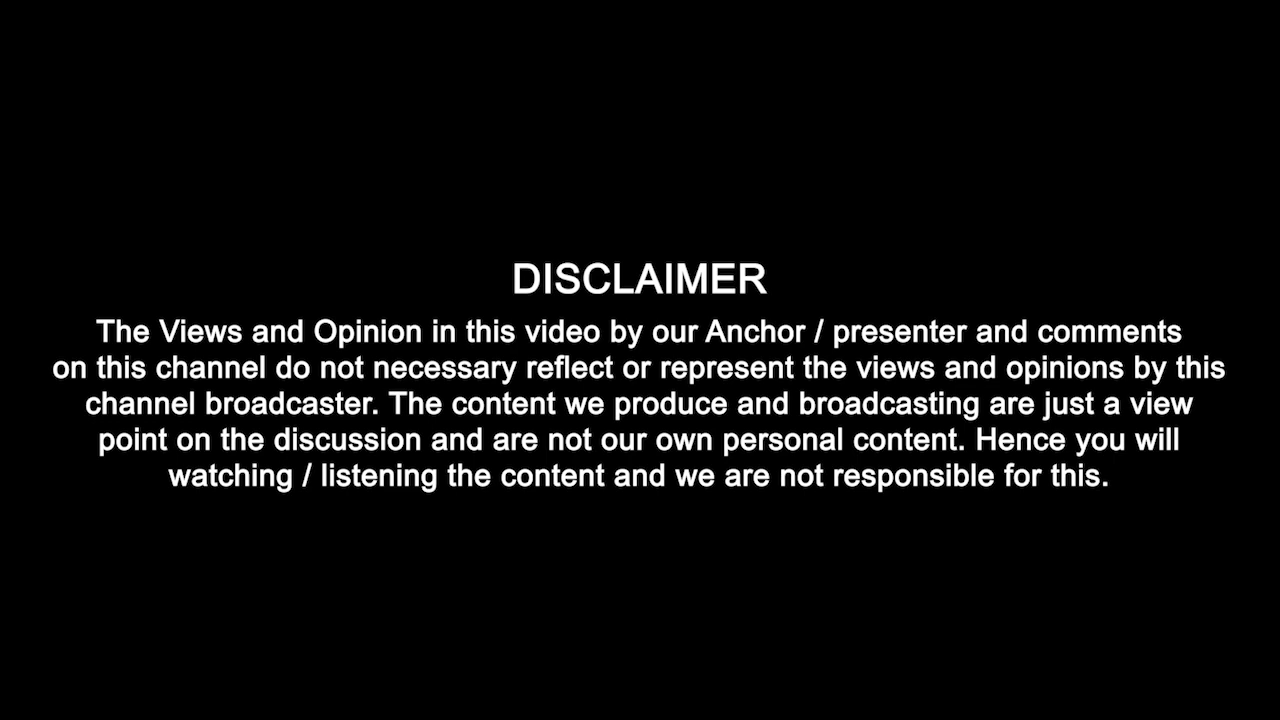 DISCLAIMER
The Views and Opinion in this video by our Anchor / presenter and comments
on this channel do not necessary reflect or represent the views and opinions by this
channel broadcaster. The content we produce and broadcasting are just a view
point on the discussion and are not our own personal content. Hence you will
watching / listening the content and we are not responsible for this.